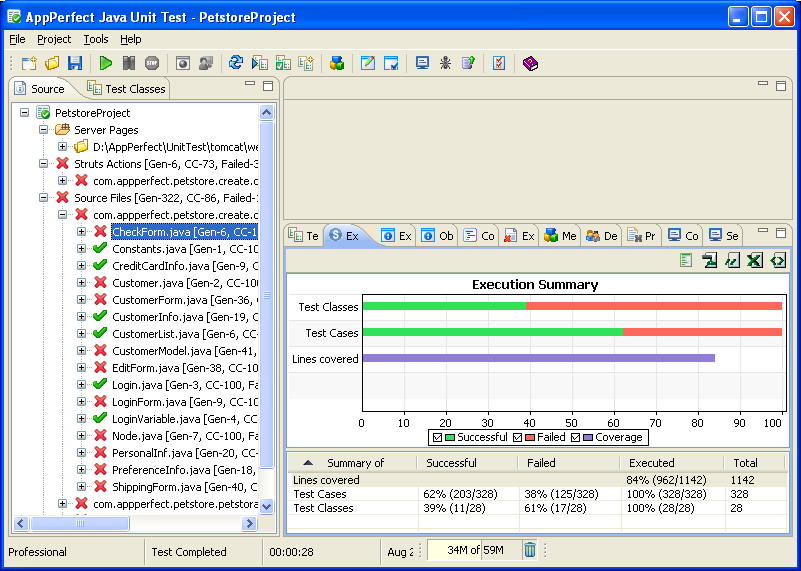 AppPerfect Java Unit Test - PetstoreProject
File Project Tools Help
Source Test Classes
PetstoreProject
Server Pages
D:\AppPerfect\UnitTest\tomcat\we
Struts Actions [Gen-6, CC-73, Failed-3
com.appperfect.petstore.create.c
Source Files [Gen-322, CC-86, Failed-
com.appperfect.petstore.create.c
CheckForm.java [Gen-6, CC-1
Constants.java [Gen-1, CC-10
CreditCardInfo.java [Gen-9, C
Customer.java [Gen-2, CC-100
CustomerForm.java [Gen-36,
CustomerInfo.java [Gen-19, C
CustomerList.java [Gen-6, C
CustomerModel.java [Gen-41,
EditForm.java [Gen-38, CC-10
Login.java [Gen-3, CC-100, Fa
LoginForm.java [Gen-9, CC-10
LoginVariable.java [Gen-4, CC
Node.java [Gen-7, CC-100, F
PersonalInf.java [Gen-20, CC-
PreferenceInfo.java [Gen-18,
ShippingForm.java [Gen-40, C
com.appperfect.petstore.petstora
Te Ex Ex Ob Co Ex Me De Pr Co Se
Execution Summary
Test Classes
Test Cases
Lines covered
0 10 20 30 40 50 60 70 80 90 100
Successful Failed Coverage
Summary of Successful Failed Executed Total
Lines covered 84% (962/1142) 1142
Test Cases 62% (203/328) 38% (125/328) 100% (328/328) 328
Test Classes 39% (11/28) 61% (17/28) 100% (28/28) 28
Professional Test Completed 00:00:28 Aug 2 34M of 59M